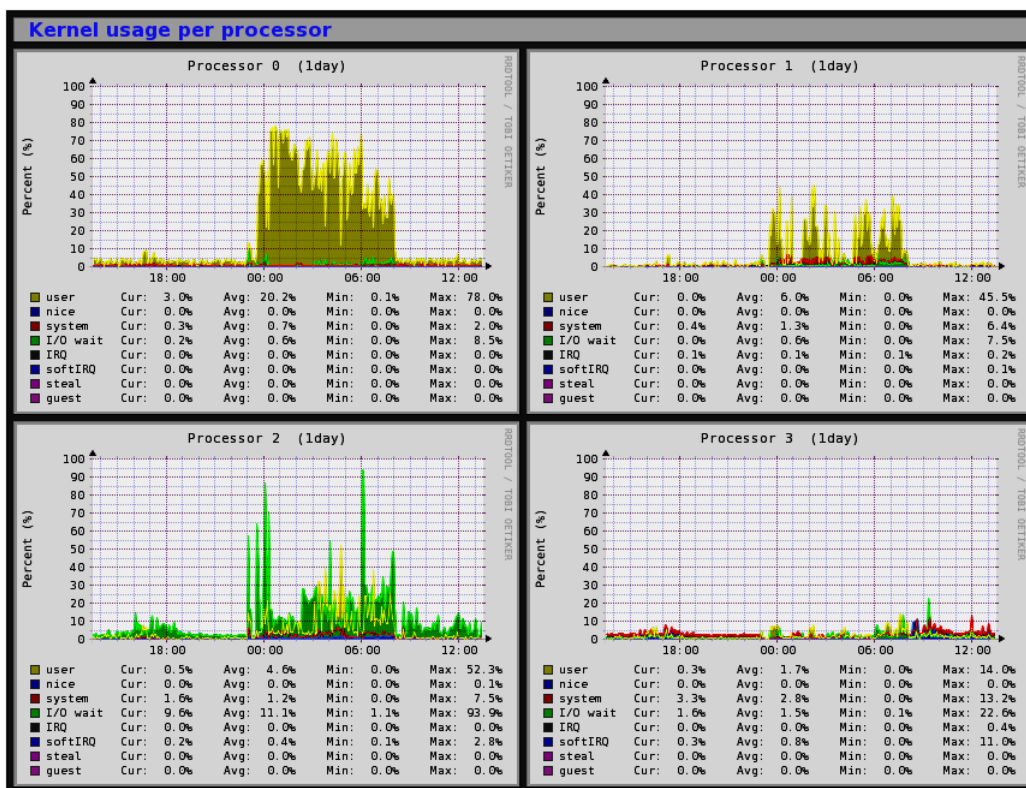 Kernel usage per processor
Processor 0 (1day)
RRDTOOL / TOBI OETIKER
Percent (%)
100
90
80
70
60
50
40
30
20
10
0
18:00 00:00 06:00 12:00
user Cur: 3.0% Avg: 20.2% Min: 0.1% Max: 78.0%
nice Cur: 0.0% Avg: 0.0% Min: 0.0% Max: 0.0%
system Cur: 0.3% Avg: 0.7% Min: 0.0% Max: 2.0%
I/O wait Cur: 0.2% Avg: 0.6% Min: 0.0% Max: 8.5%
IRQ Cur: 0.0% Avg: 0.0% Min: 0.0% Max: 0.0%
softIRQ Cur: 0.0% Avg: 0.0% Min: 0.0% Max: 0.0%
steal Cur: 0.0% Avg: 0.0% Min: 0.0% Max: 0.0%
guest Cur: 0.0% Avg: 0.0% Min: 0.0% Max: 0.0%
Processor 1 (1day)
RRDTOOL / TOBI OETIKER
Percent (%)
100
90
80
70
60
50
40
30
20
10
0
18:00 00:00 06:00 12:00
user Cur: 0.0% Avg: 6.0% Min: 0.0% Max: 45.5%
nice Cur: 0.0% Avg: 0.0% Min: 0.0% Max: 0.0%
system Cur: 0.4% Avg: 1.3% Min: 0.0% Max: 6.4%
I/O wait Cur: 0.0% Avg: 0.6% Min: 0.0% Max: 7.5%
IRQ Cur: 0.1% Avg: 0.1% Min: 0.1% Max: 0.2%
softIRQ Cur: 0.0% Avg: 0.0% Min: 0.0% Max: 0.1%
steal Cur: 0.0% Avg: 0.0% Min: 0.0% Max: 0.0%
guest Cur: 0.0% Avg: 0.0% Min: 0.0% Max: 0.0%
Processor 2 (1day)
RRDTOOL / TOBI OETIKER
Percent (%)
100
90
80
70
60
50
40
30
20
10
0
18:00 00:00 06:00 12:00
user Cur: 0.5% Avg: 4.6% Min: 0.0% Max: 52.3%
nice Cur: 0.0% Avg: 0.0% Min: 0.0% Max: 0.1%
system Cur: 1.6% Avg: 1.2% Min: 0.0% Max: 7.5%
I/O wait Cur: 9.6% Avg: 11.1% Min: 1.1% Max: 93.9%
IRQ Cur: 0.0% Avg: 0.0% Min: 0.0% Max: 0.0%
softIRQ Cur: 0.2% Avg: 0.4% Min: 0.1% Max: 2.8%
steal Cur: 0.0% Avg: 0.0% Min: 0.0% Max: 0.0%
guest Cur: 0.0% Avg: 0.0% Min: 0.0% Max: 0.0%
Processor 3 (1day)
RRDTOOL / TOBI OETIKER
Percent (%)
100
90
80
70
60
50
40
30
20
10
0
18:00 00:00 06:00 12:00
user Cur: 0.3% Avg: 1.7% Min: 0.0% Max: 14.0%
nice Cur: 0.0% Avg: 0.0% Min: 0.0% Max: 0.0%
system Cur: 3.3% Avg: 2.8% Min: 0.0% Max: 13.2%
I/O wait Cur: 1.6% Avg: 1.5% Min: 0.1% Max: 22.6%
IRQ Cur: 0.0% Avg: 0.0% Min: 0.0% Max: 0.4%
softIRQ Cur: 0.3% Avg: 0.8% Min: 0.0% Max: 11.0%
steal Cur: 0.0% Avg: 0.0% Min: 0.0% Max: 0.0%
guest Cur: 0.0% Avg: 0.0% Min: 0.0% Max: 0.0%